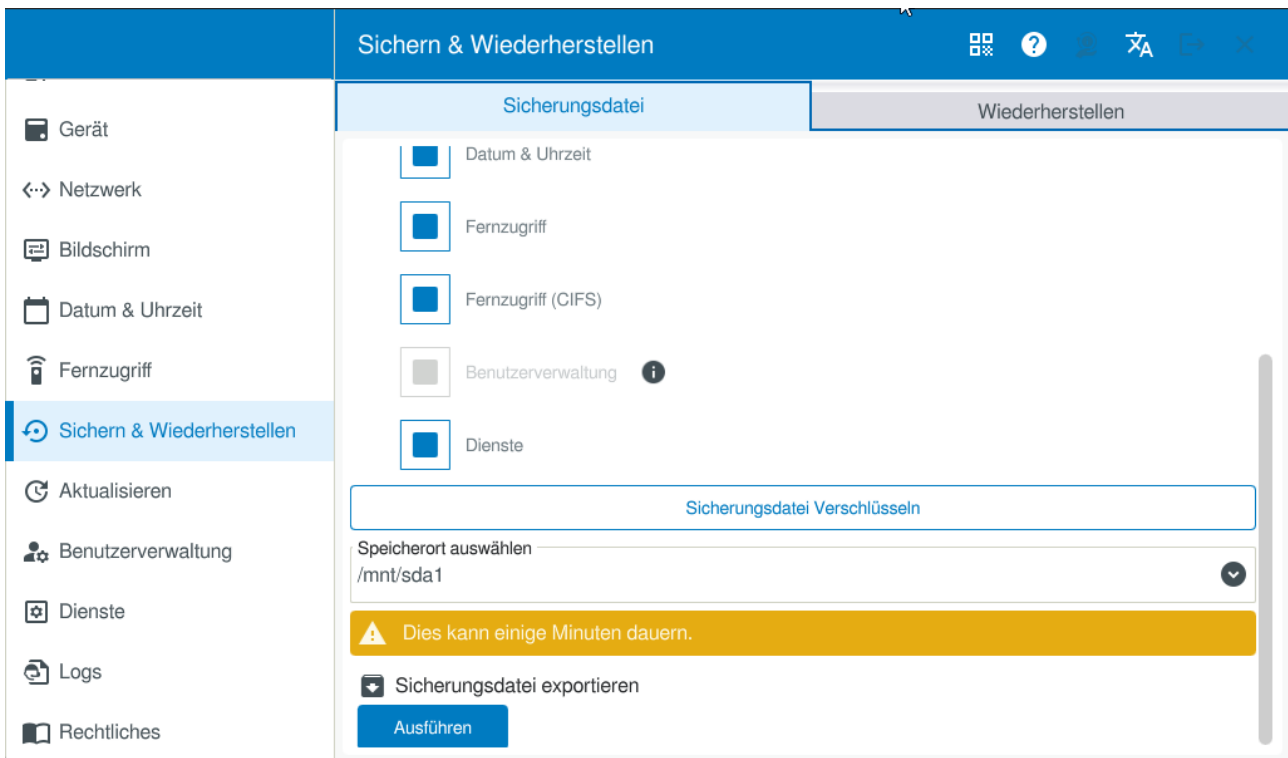 Sichern & Wiederherstellen
Gerät
Netzwerk
Bildschirm
Datum & Uhrzeit
Fernzugriff
Sichern & Wiederherstellen
Aktualisieren
Benutzerverwaltung
Dienste
Logs
Rechtliches
Sicherungsdatei
Wiederherstellen
Datum & Uhrzeit
Fernzugriff
Fernzugriff (CIFS)
Benutzerverwaltung
Dienste
Sicherungsdatei Verschlüsseln
Speicherort auswählen
/mnt/sda1
Dies kann einige Minuten dauern.
Sicherungsdatei exportieren
Ausführen